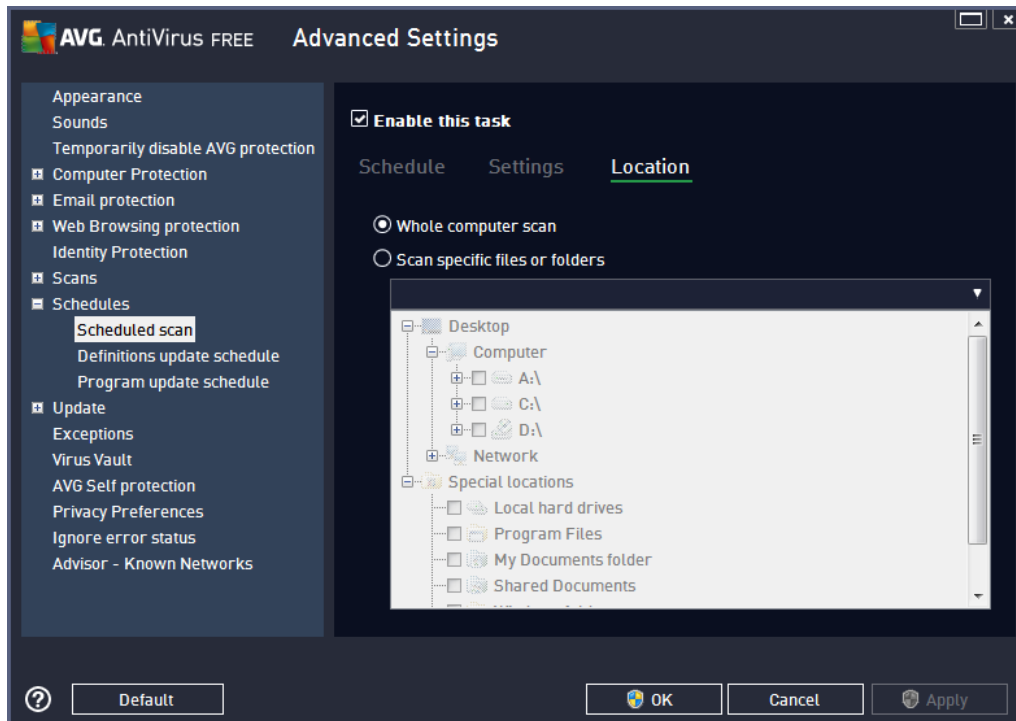 AVG. AntiVirus FREE Advanced Settings
Appearance
Sounds
Temporarily disable AVG protection
Computer Protection
Email protection
Web Browsing protection
Identity Protection
Scans
Schedules
Scheduled scan
Definitions update schedule
Program update schedule
Update
Exceptions
Virus Vault
AVG Self protection
Privacy Preferences
Ignore error status
Advisor - Known Networks
Enable this task
Schedule Settings Location
Whole computer scan
Scan specific files or folders
Desktop
Computer
A:\
C:\
D:\
Network
Special locations
Local hard drives
Program Files
My Documents folder
Shared Documents
Default
OK
Cancel
Apply